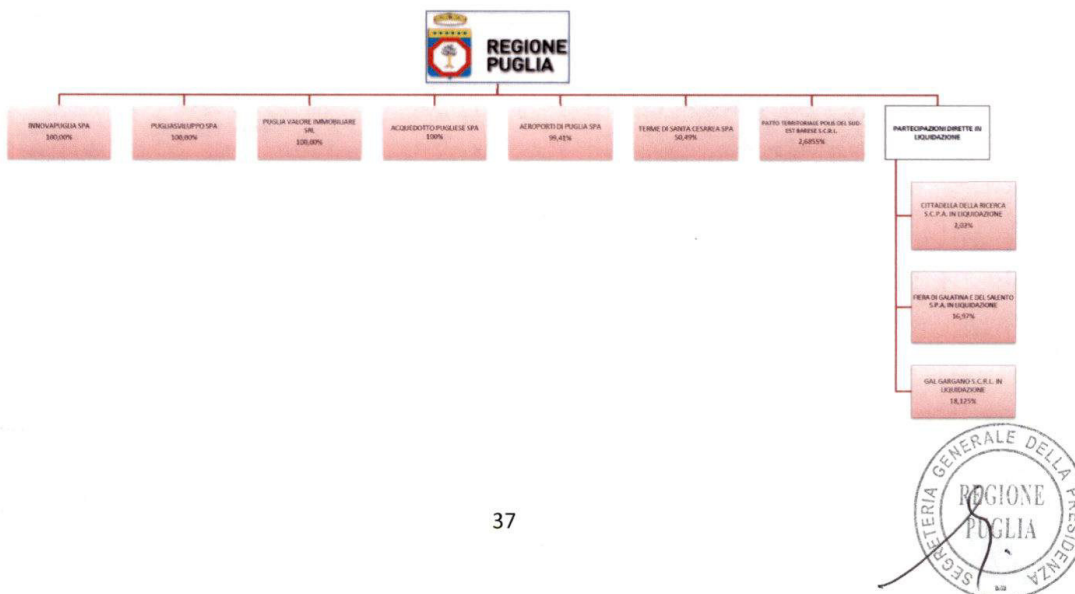 REGIONE
PUGLIA
INNOVAPUGLIA SPA
100,00%
PUGLIASVILUPPO SPA
100,00%
PUGLIA VALORE IMMOBILIARE
SRL
100,00%
ACQUEDOTTO PUGLIESE SPA
100%
AEROPORTI DI PUGLIA SPA
99,41%
TERME DI SANTA CESAREA SPA
50,49%
PATTO TERRITORIALE POLIS DEL SUD-
EST BARESE S.C.R.L.
2,6855%
PARTECIPAZIONI DIRETTE IN
LIQUIDAZIONE
CITTADELLA DELLA RICERCA
S.C.P.A. IN LIQUIDAZIONE
2,03%
FIERA DI GALATINA E DEL SALENTO
S.P.A. IN LIQUIDAZIONE
16,97%
GAL GARGANO S.C.R.L. IN
LIQUIDAZIONE
18,125%
SEGRETERIA GENERALE DELLA PRESIDENZA
REGIONE
PUGLIA
37